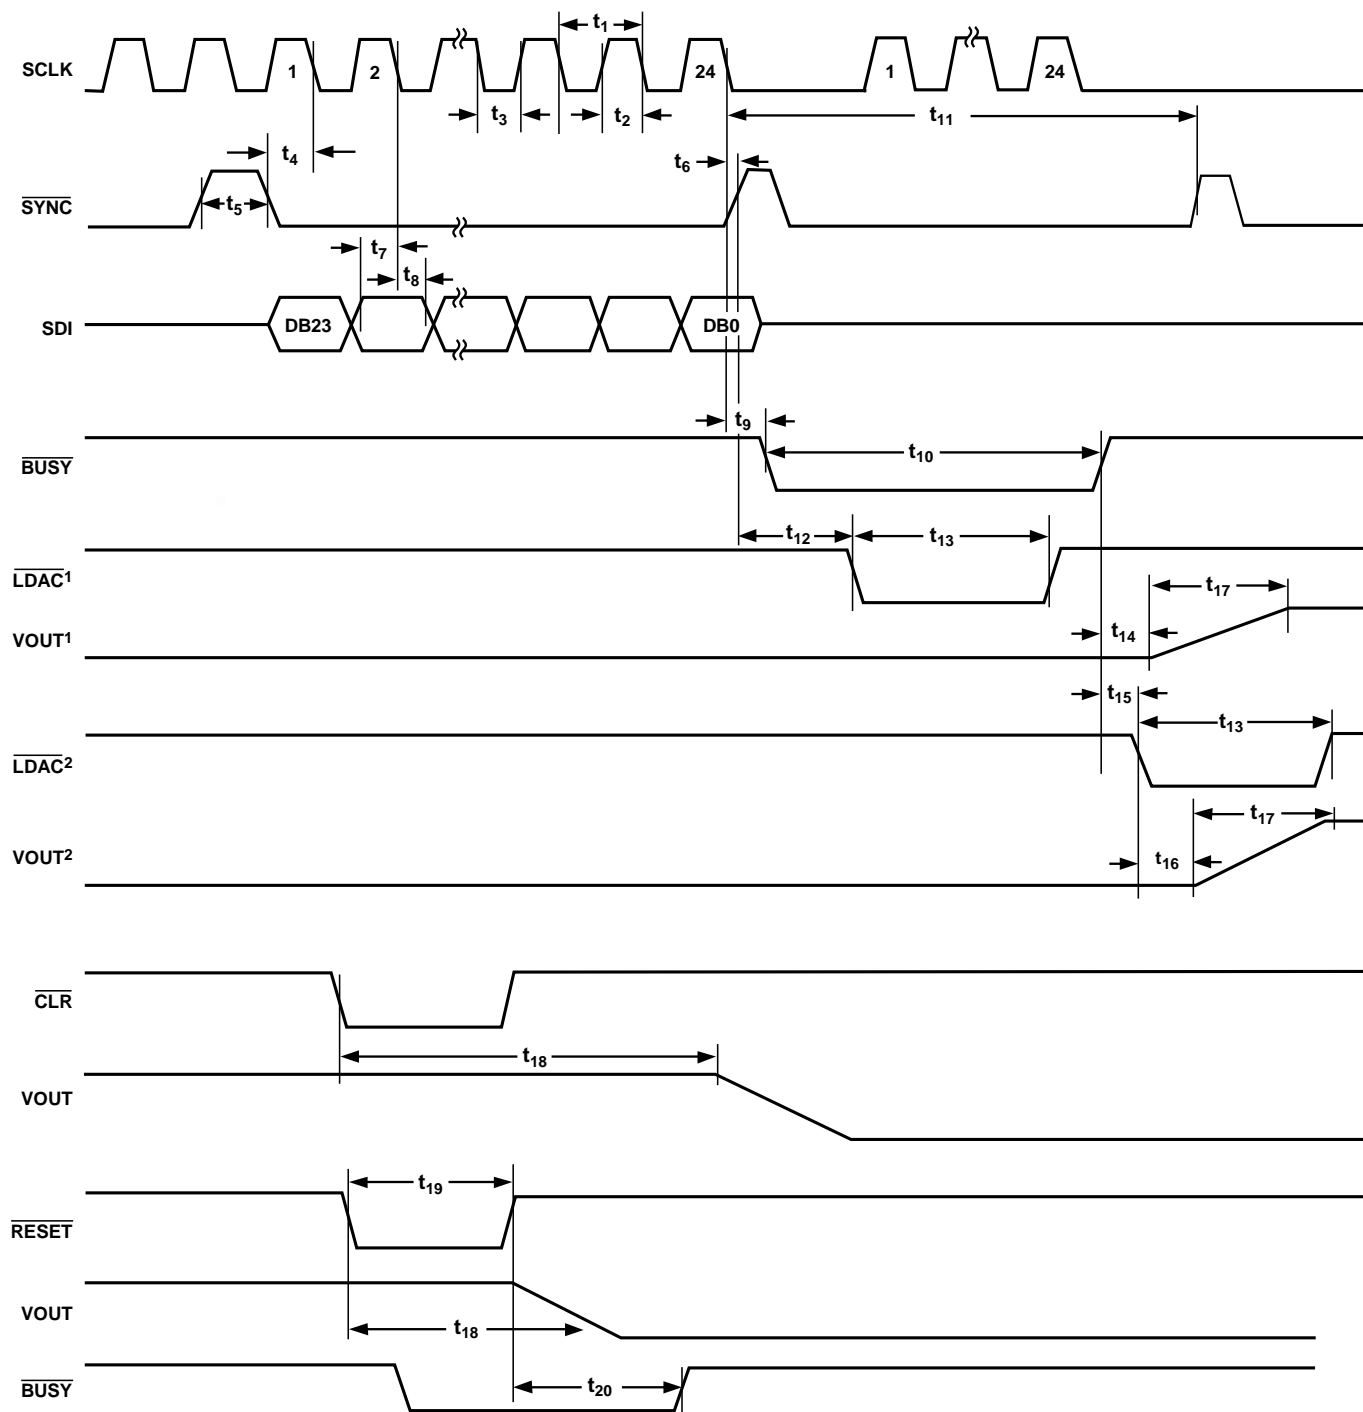 t1
SCLK 1 2 24 1 24
t3 t2 t11
t4 t6
SYNC t5
t7
t8
SDI DB23 DB0
t9
BUSY t10
t12 t13
LDAC1
t17
VOUT1 t14
t15
t13
LDAC2
t17
VOUT2 t16
CLR
t18
VOUT
t19
RESET
VOUT
t18
BUSY t20